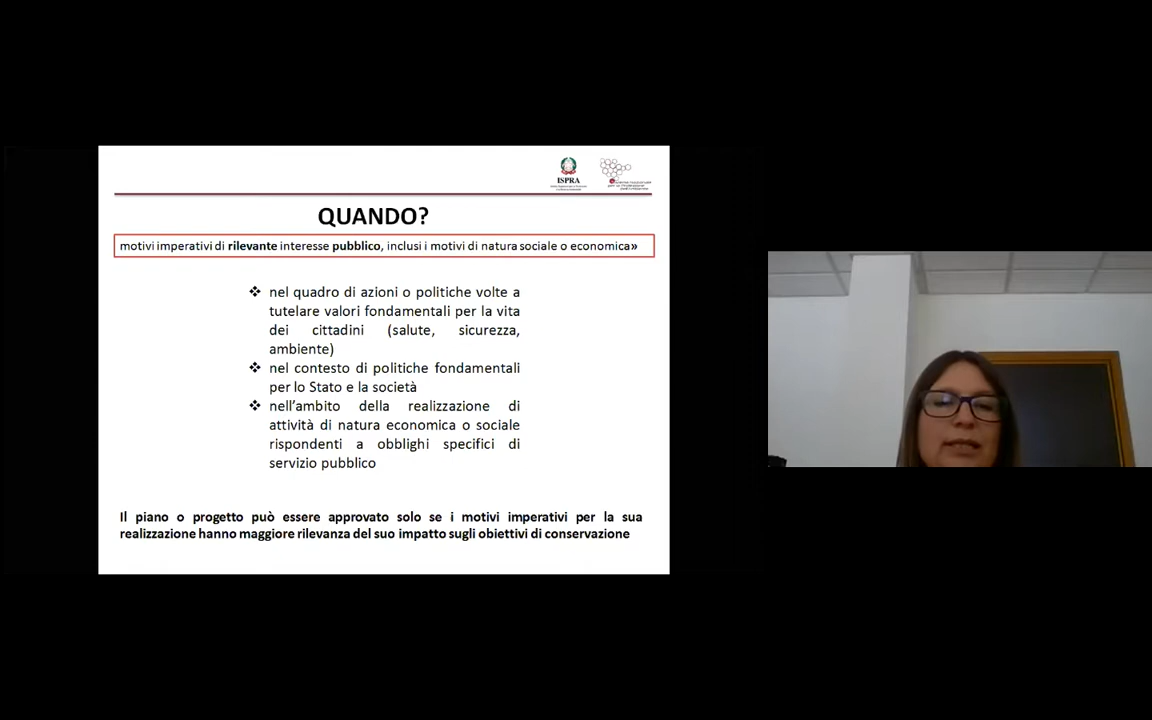 ISPRA
QUANDO?
motivi imperativi di rilevante interesse pubblico, inclusi i motivi di natura sociale o economica»
❖ nel quadro di azioni o politiche volte a
tutelare valori fondamentali per la vita
dei cittadini (salute, sicurezza,
ambiente)
❖ nel contesto di politiche fondamentali
per lo Stato e la società
❖ nell'ambito della realizzazione di
attività di natura economica o sociale
rispondenti a obblighi specifici di
servizio pubblico
Il piano o progetto può essere approvato solo se i motivi imperativi per la sua
realizzazione hanno maggiore rilevanza del suo impatto sugli obiettivi di conservazione